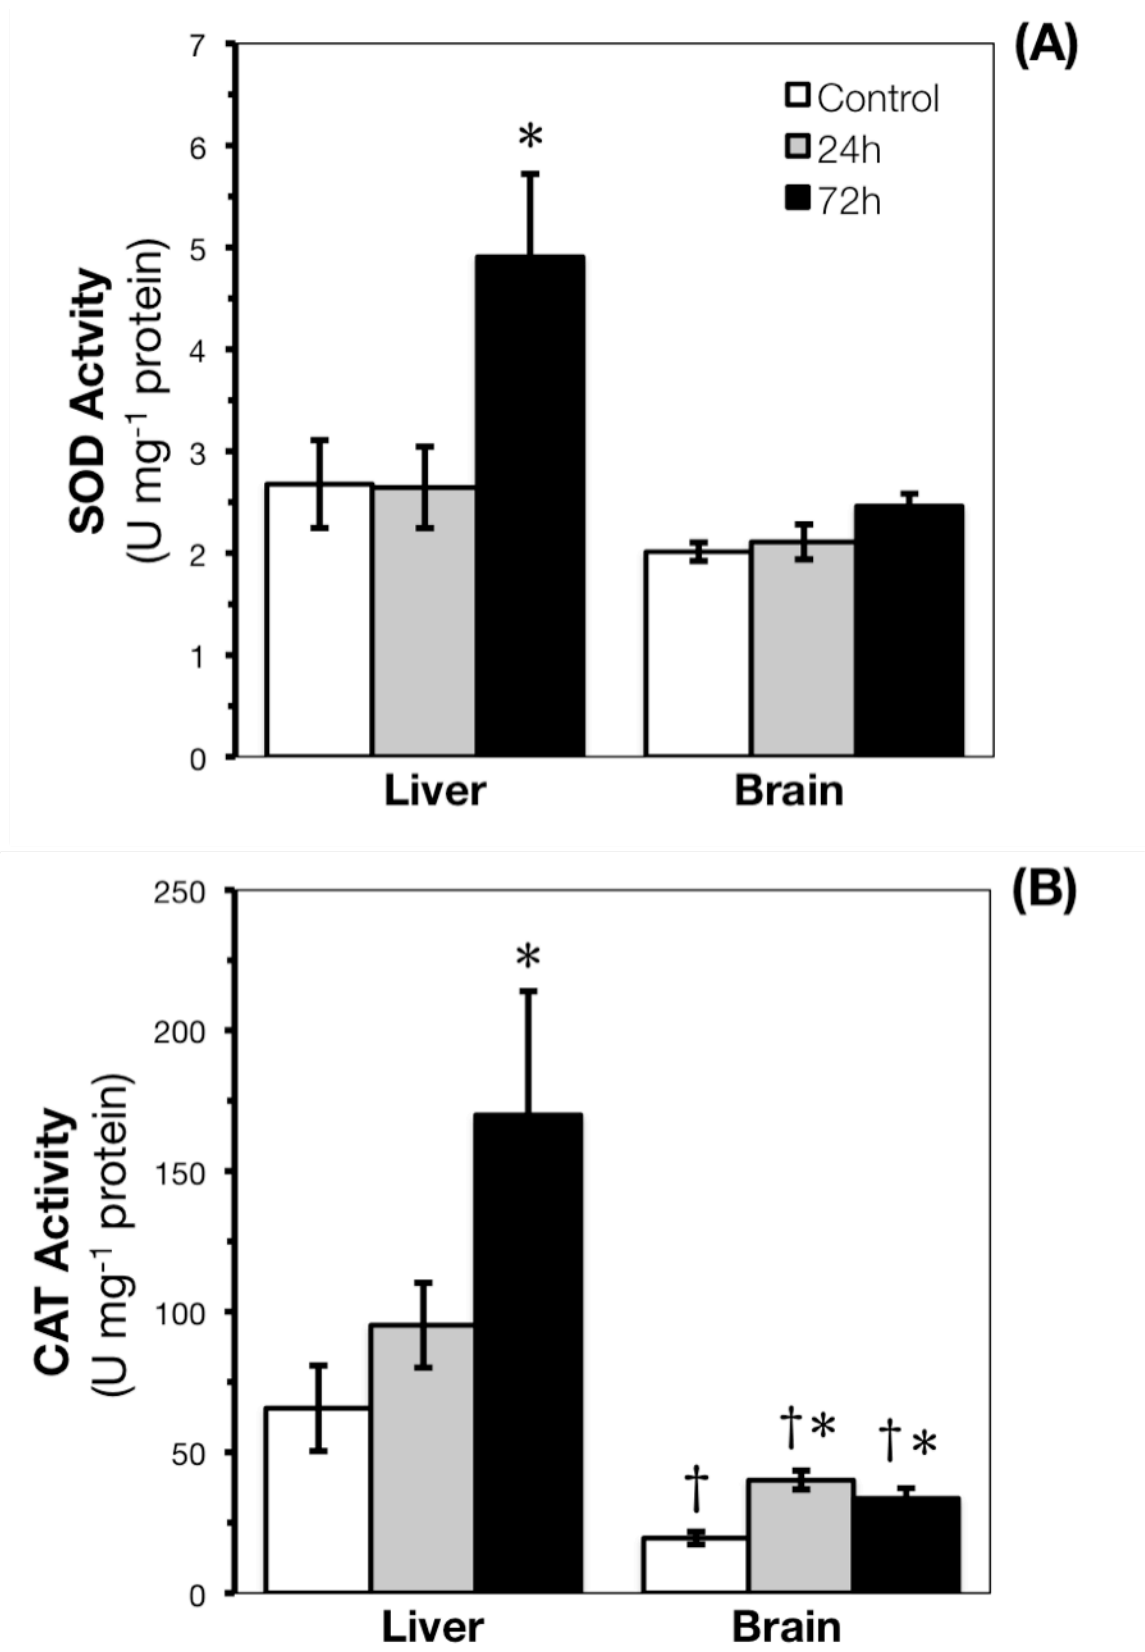 (A)
7
6
5
4
3
2
1
0
SOD Actvity
(U mg⁻¹ protein)
Control
24h
72h
*
Liver
Brain
(B)
250
200
150
100
50
0
CAT Activity
(U mg⁻¹ protein)
*
†
†*
†*
Liver
Brain